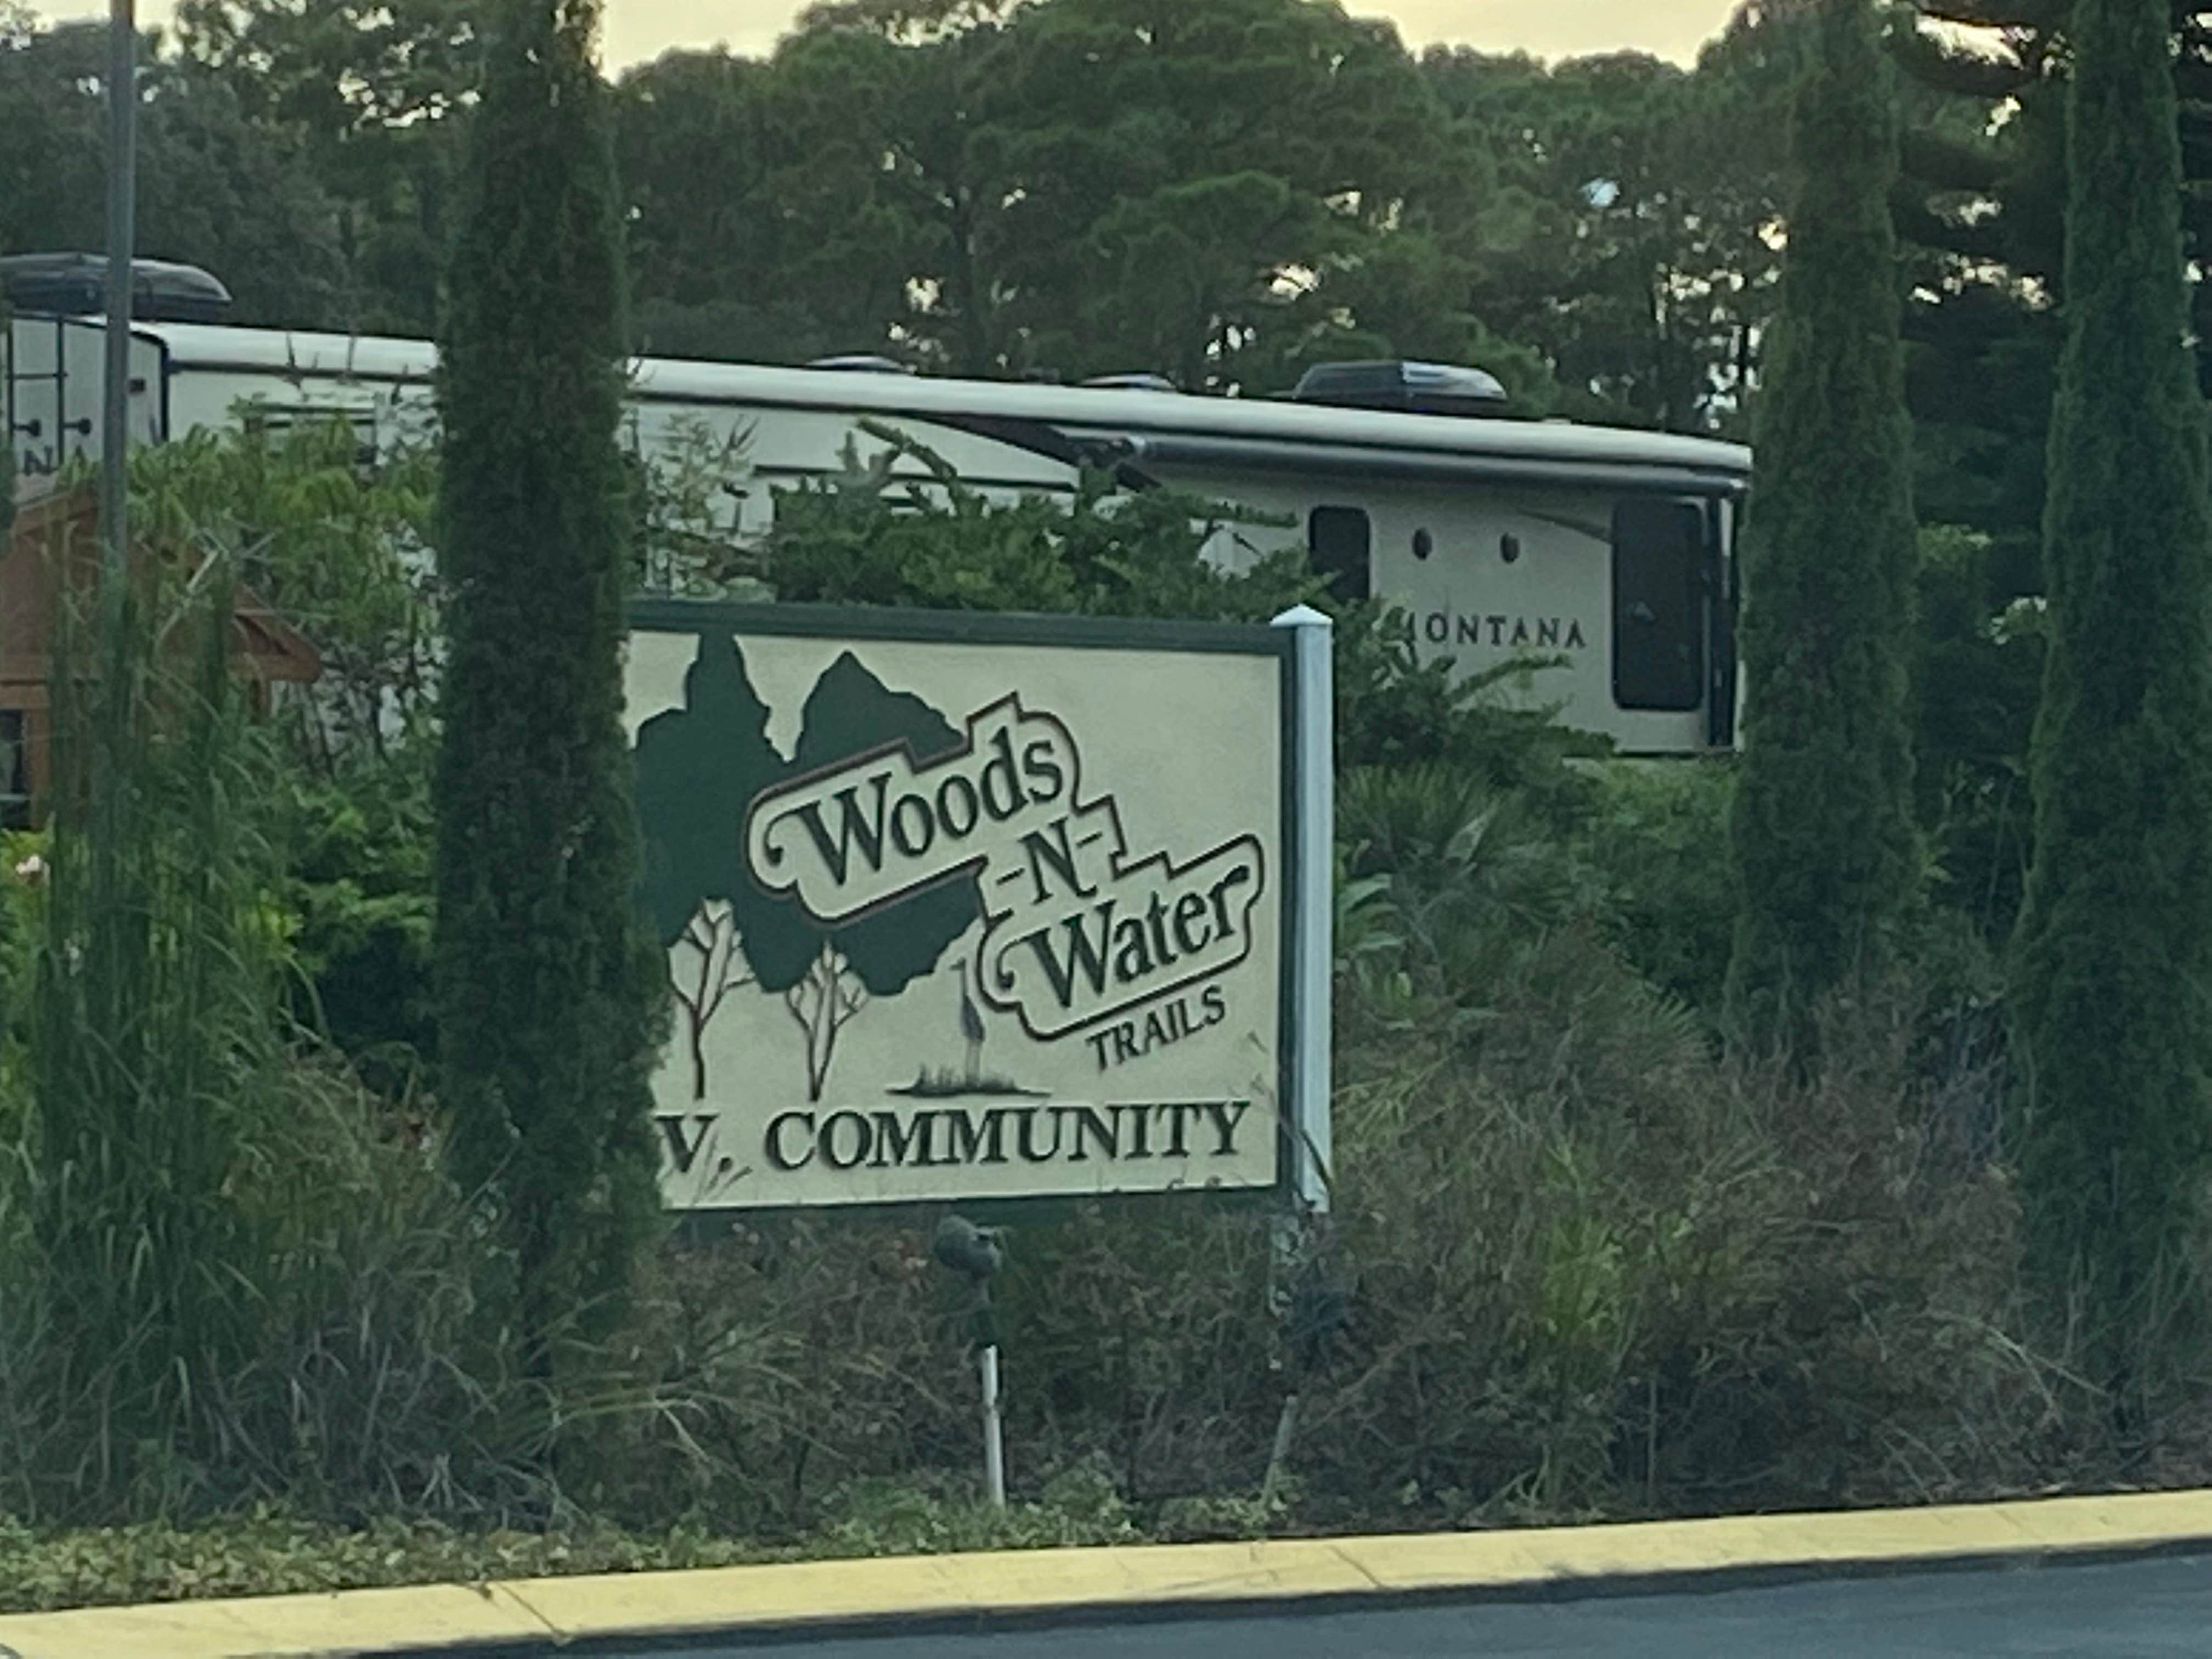 ONTANA
Woods
-N-
Water
TRAILS
V. COMMUNITY